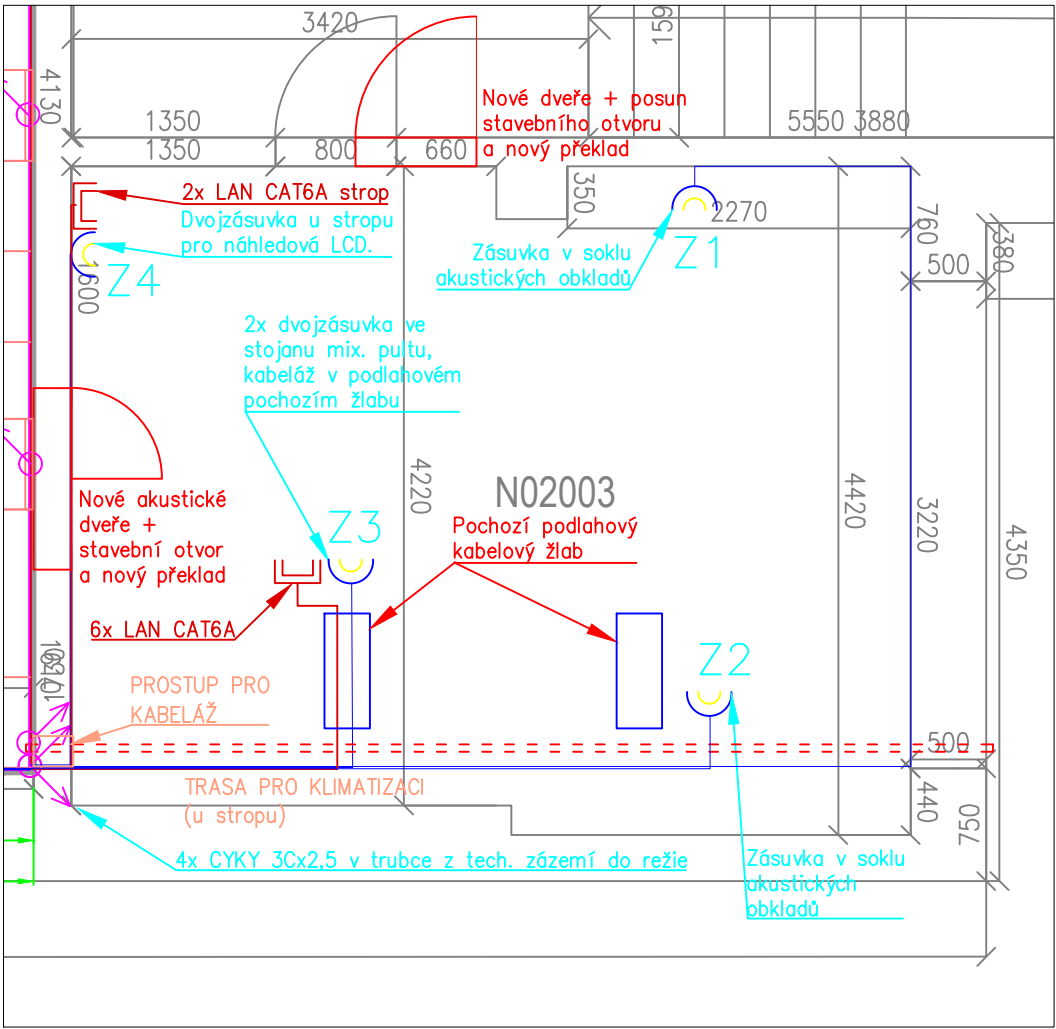 3420
159
4130
1350
Nové dveře + posun
stavebního otvoru
a nový překlad
5550 3880
1350
800
660
2x LAN CAT6A strop
350
Dvojzásuvka u stropu
pro náhledová LCD.
2270
760
Z1
Zásuvka v soklu
akustických obkladů
500
380
Z4
1600
2x dvojzásuvka ve
stojanu mix. pultu,
kabeláž v podlahovém
pochozím žlabu
4220
N02003
4420
3220
4350
Nové akustické
dveře +
stavební otvor
a nový překlad
Z3
Pochozí podlahový
kabelový žlab
6x LAN CAT6A
Z2
PROSTUP PRO
KABELÁŽ
500
TRASA PRO KLIMATIZACI
(u stropu)
440
750
4x CYKY 3Cx2,5 v trubce z tech. zázemí do režie
Zásuvka v soklu
akustických
obkladů